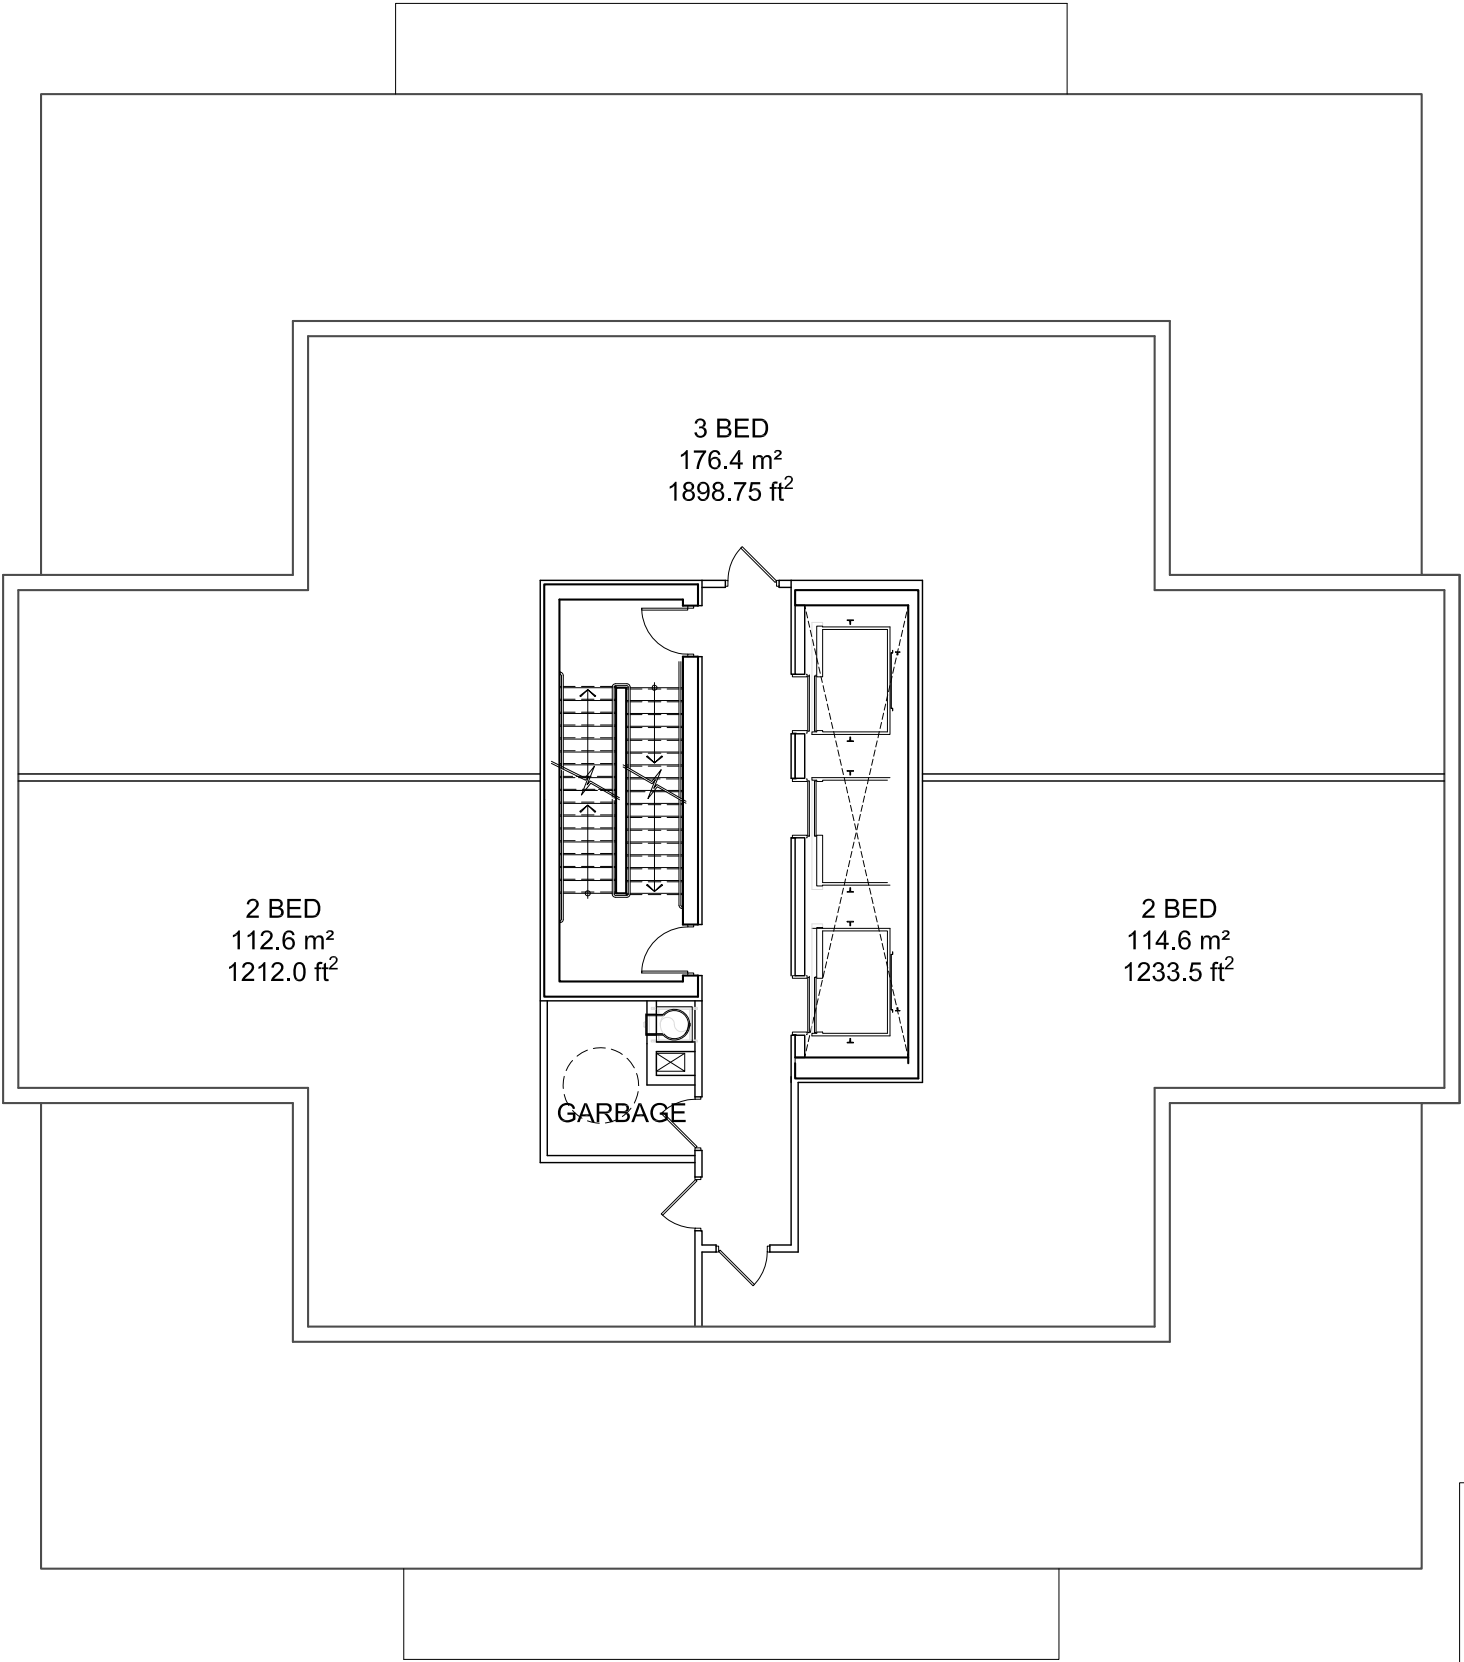 3 BED
176.4 m²
1898.75 ft²
2 BED
112.6 m²
1212.0 ft²
2 BED
114.6 m²
1233.5 ft²
GARBAGE